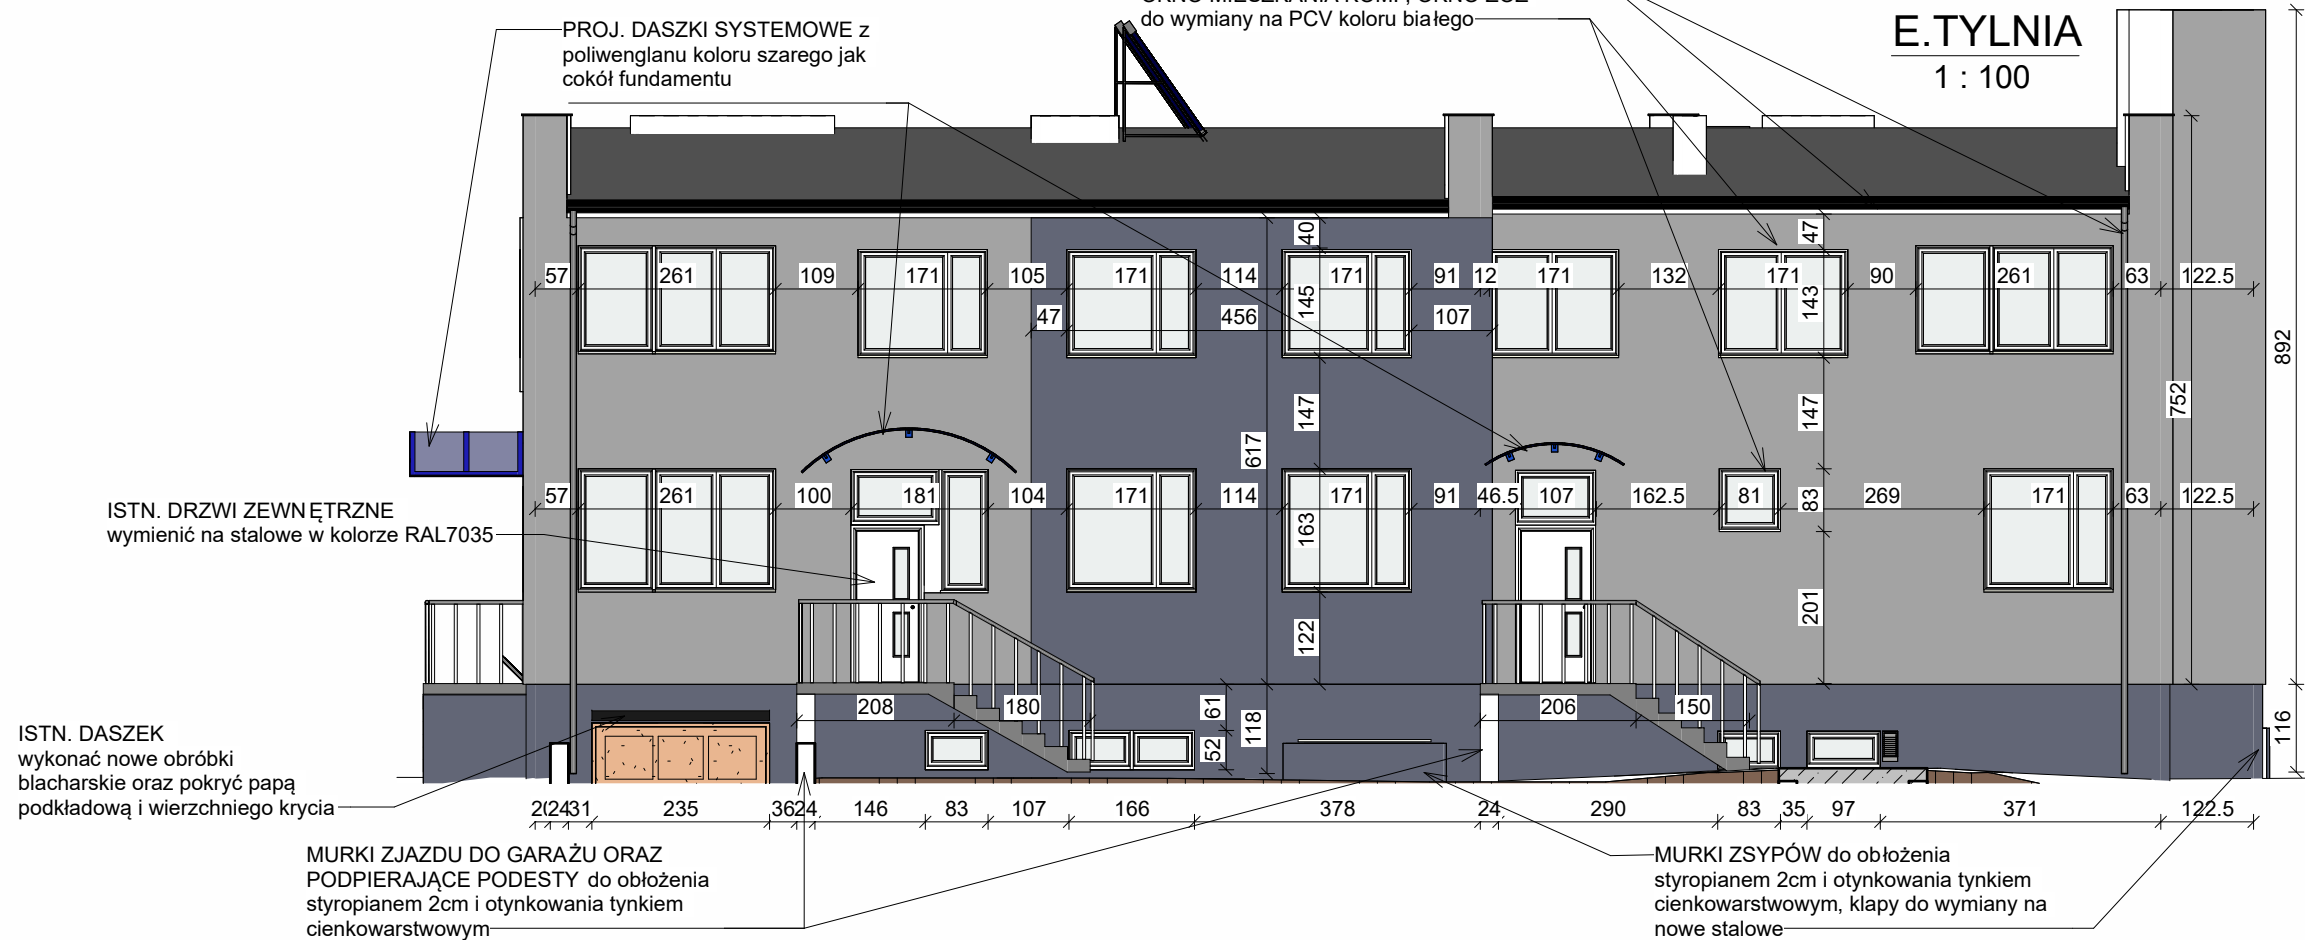 PROJ. DASZKI SYSTEMOWE z
poliwenglanu koloru szarego jak
cokół fundamentu
do wymiany na PCV koloru białego
E.TYLNIA
1 : 100
40
47
57 261 109 171 105 171 114 171 91 12 171 132 171 90 261 63 122.5
145
143
47 456 107
892
147
147
752
617
57 261 100 181 104 171 114 171 91 46.5 107 162.5 81 269 171 63 122.5
163
83
ISTN. DRZWI ZEWNĘTRZNE
wymienić na stalowe w kolorze RAL7035
122
201
208 180 61 118 206 150
52
116
ISTN. DASZEK
wykonać nowe obróbki
blacharskie oraz pokryć papą
podkładową i wierzchniego krycia
24 31 235 36 24 146 83 107 166 378 24 290 83 35 97 371 122.5
MURKI ZJAZDU DO GARAŻU ORAZ
PODPIERAJĄCE PODESTY do obłożenia
styropianem 2cm i otynkowania tynkiem
cienkowarstwowym
MURKI ZSYPÓW do obłożenia
styropianem 2cm i otynkowania tynkiem
cienkowarstwowym, klapy do wymiany na
nowe stalowe